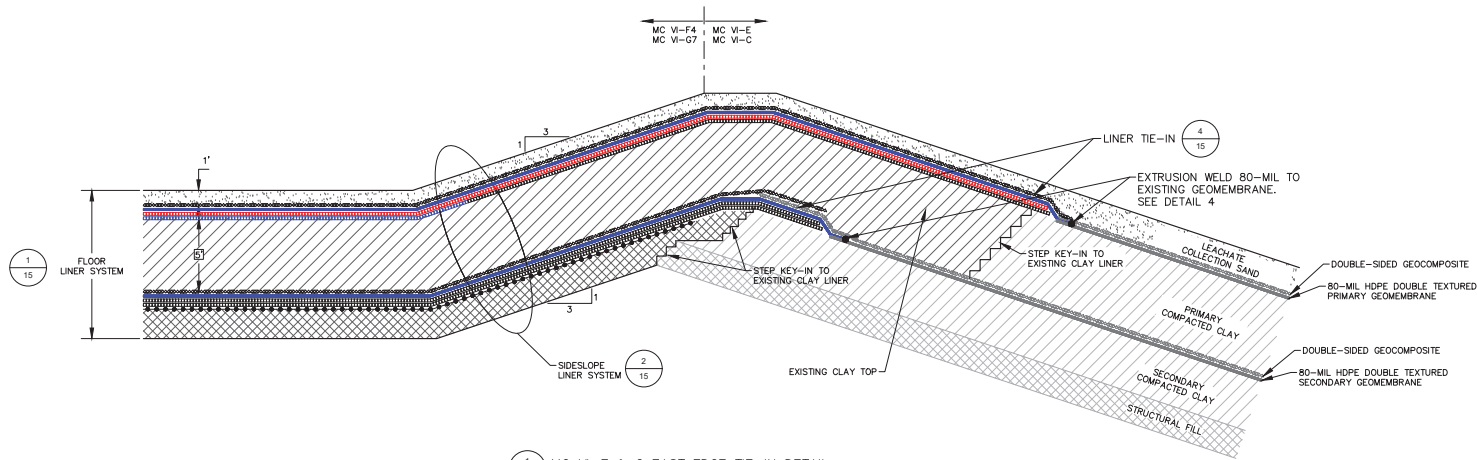 MC VI-F4 MC VI-E
MC VI-G7 MC VI-C
3
1
1'
LINER TIE-IN
4
15
EXTRUSION WELD 80-MIL TO
EXISTING GEOMEMBRANE.
SEE DETAIL 4
1
15
FLOOR
LINER SYSTEM
5'
STEP KEY-IN TO
EXISTING CLAY LINER
STEP KEY-IN TO
EXISTING CLAY LINER
LEACHATE
COLLECTION SAND
DOUBLE-SIDED GEOCOMPOSITE
80-MIL HDPE DOUBLE TEXTURED
PRIMARY GEOMEMBRANE
1
3
PRIMARY
COMPACTED CLAY
SIDESLOPE
LINER SYSTEM
2
15
EXISTING CLAY TOP
DOUBLE-SIDED GEOCOMPOSITE
80-MIL HDPE DOUBLE TEXTURED
SECONDARY GEOMEMBRANE
SECONDARY
COMPACTED CLAY
STRUCTURAL FILL